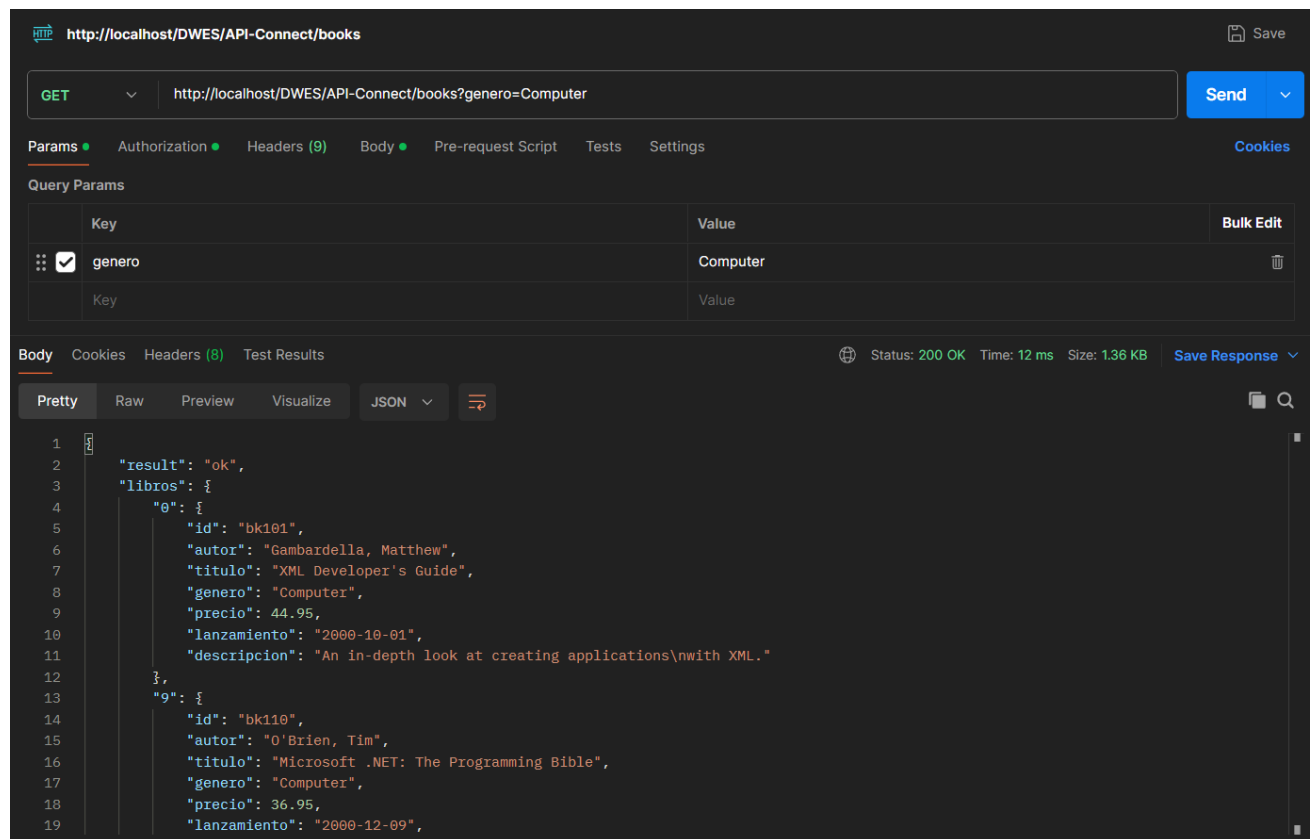 HTTP http://localhost/DWES/API-Connect/books Save
GET http://localhost/DWES/API-Connect/books?genero=Computer Send
Params Authorization Headers (9) Body Pre-request Script Tests Settings Cookies
Query Params
Key Value Bulk Edit
genero Computer
Key Value
Body Cookies Headers (8) Test Results Status: 200 OK Time: 12 ms Size: 1.36 KB Save Response
Pretty Raw Preview Visualize JSON
1 {
2 "result": "ok",
3 "libros": {
4 "0": {
5 "id": "bk101",
6 "autor": "Gambardella, Matthew",
7 "titulo": "XML Developer's Guide",
8 "genero": "Computer",
9 "precio": 44.95,
10 "lanzamiento": "2000-10-01",
11 "descripcion": "An in-depth look at creating applications\nwith XML."
12 },
13 "9": {
14 "id": "bk110",
15 "autor": "O'Brien, Tim",
16 "titulo": "Microsoft .NET: The Programming Bible",
17 "genero": "Computer",
18 "precio": 36.95,
19 "lanzamiento": "2000-12-09",